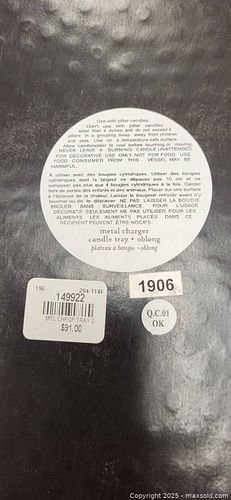 Use with pillar candles.
Don't use with pillar candles
wider than 4 inches and do not exceed 4
pillars in a grouping. Keep away from children
and pets. Use on a temperature-safe surface.
Allow candleholder to cool before touching or moving.
NEVER LEAVE A BURNING CANDLE UNATTENDED.
FOR DECORATIVE USE ONLY. NOT FOR FOOD USE.
FOOD CONSUMED FROM THIS VESSEL MAY BE
HARMFUL.
À utiliser avec des bougies cylindriques. Utiliser des bougies
cylindriques dont la largeur ne dépasse pas 10 cm et ne
composer pas plus que 4 bougies cylindriques à la fois. Garder
hors de portée des enfants et des animaux. Placer sur une surface
à l'épreuve de la chaleur. Laisser le bougeoir refroidir avant d'y
toucher ou de le déplacer. NE PAS LAISSER LA BOUGIE
BRÛLER SANS SURVEILLANCE. POUR L'USAGE
DÉCORATIF SEULEMENT. NE PAS UTILISER POUR LES
ALIMENTS. LES ALIMENTS PLACÉS DANS CE
RÉCIPIENT PEUVENT ÊTRE NOCIFS.
metal charger
candle tray • oblong
plateau à bougie • oblong
284-1146
149922
MTL CHRGE TRAY O
$91.00
1906
Q.C.01
OK
© Copyright 2025 - maxsold.com